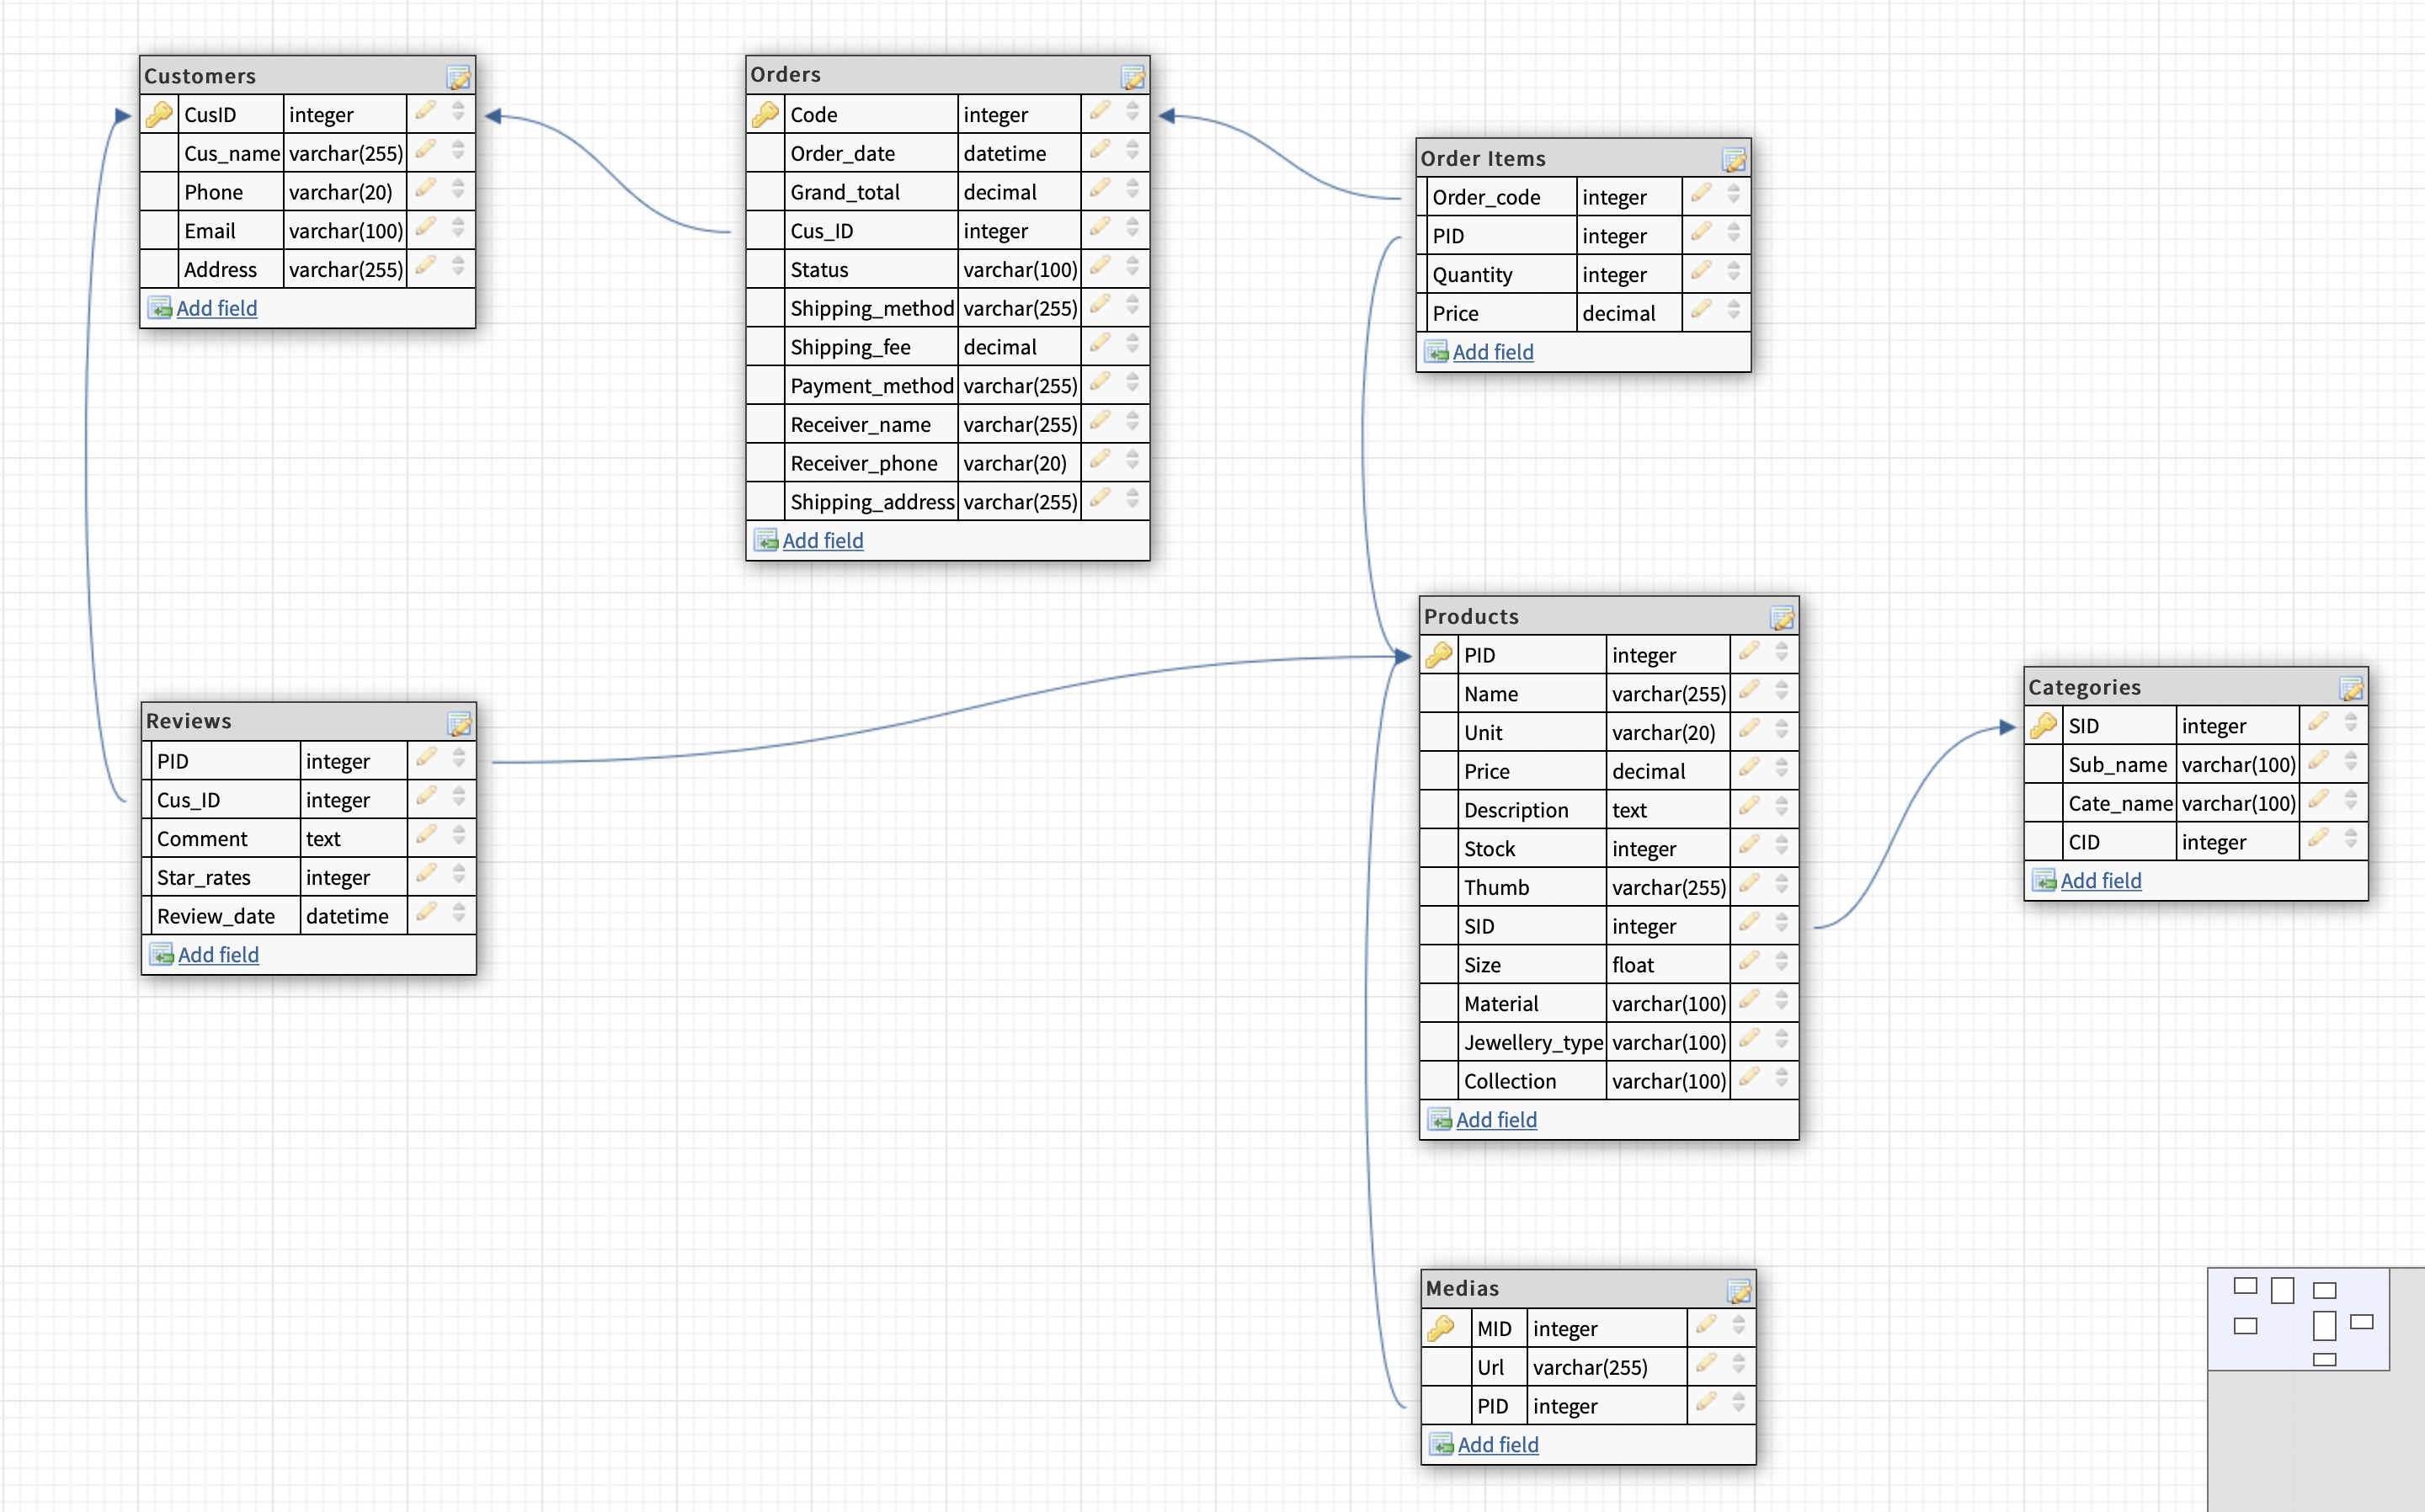 Customers
CusID integer
Cus_name varchar(255)
Phone varchar(20)
Email varchar(100)
Address varchar(255)
Add field
Orders
Code integer
Order_date datetime
Grand_total decimal
Cus_ID integer
Status varchar(100)
Shipping_method varchar(255)
Shipping_fee decimal
Payment_method varchar(255)
Receiver_name varchar(255)
Receiver_phone varchar(20)
Shipping_address varchar(255)
Add field
Order Items
Order_code integer
PID integer
Quantity integer
Price decimal
Add field
Reviews
PID integer
Cus_ID integer
Comment text
Star_rates integer
Review_date datetime
Add field
Products
PID integer
Name varchar(255)
Unit varchar(20)
Price decimal
Description text
Stock integer
Thumb varchar(255)
SID integer
Size float
Material varchar(100)
Jewellery_type varchar(100)
Collection varchar(100)
Add field
Categories
SID integer
Sub_name varchar(100)
Cate_name varchar(100)
CID integer
Add field
Medias
MID integer
Url varchar(255)
PID integer
Add field